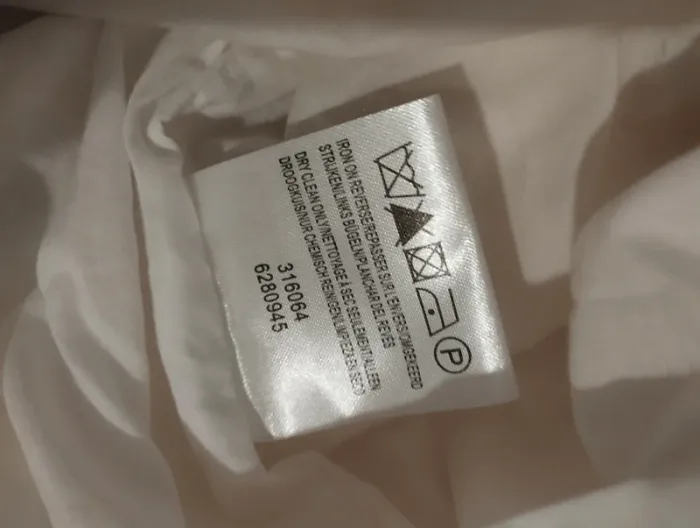 P
IRON ON REVERSE/REPASSER SUR L'ENVERS/OMGEKEERD
STRIJKEN/LINKS BÜGELN/PLANCHAR DEL REVES
DRY CLEAN ONLY/NETTOYAGE À SEC SEULEMENT/ALLEEN
DROOGKUIS/NUR CHEMISCH REINIGEN/LIMPIEZA EN SECO
316064
6280945